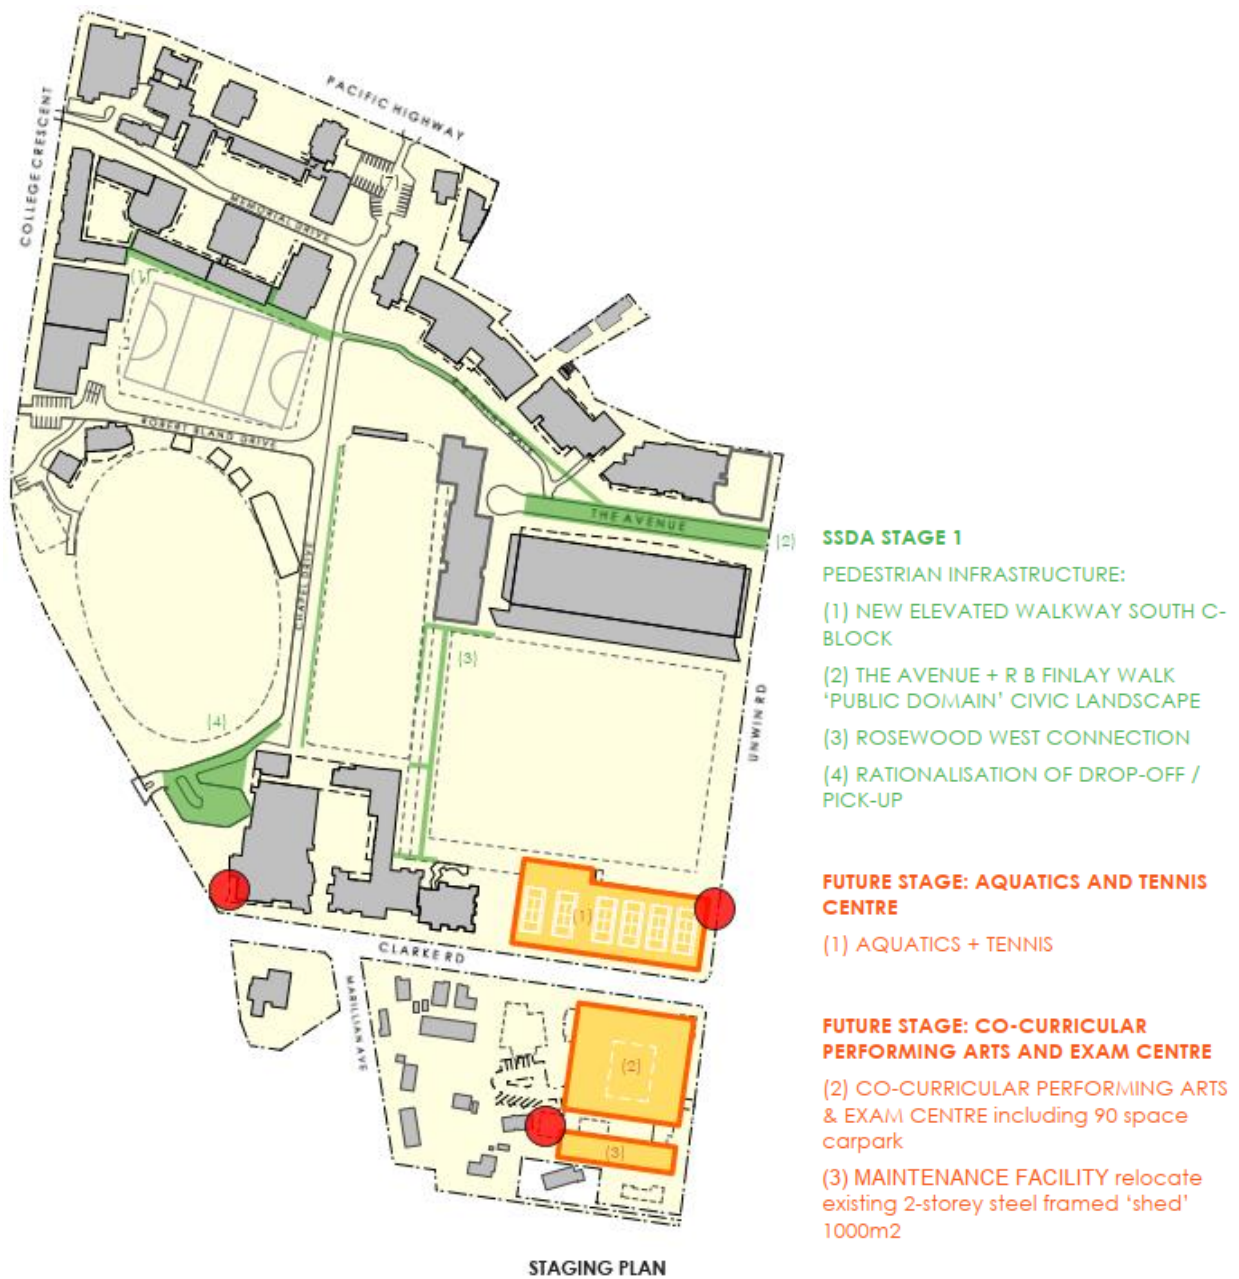 PACIFIC HIGHWAY
COLLEGE CRESCENT
(7)
MEMORIAL DRIVE
(1)
ROBERT BLAND DRIVE
THE AVENUE
(2)
CHAPEL DRIVE
(3)
UNWIN RD
(4)
(1)
CLARKE RD
MARILLIAN AVE
(2)
(3)
SSDA STAGE 1
PEDESTRIAN INFRASTRUCTURE:
(1) NEW ELEVATED WALKWAY SOUTH C-
BLOCK
(2) THE AVENUE + R B FINLAY WALK
‘PUBLIC DOMAIN’ CIVIC LANDSCAPE
(3) ROSEWOOD WEST CONNECTION
(4) RATIONALISATION OF DROP-OFF /
PICK-UP
FUTURE STAGE: AQUATICS AND TENNIS
CENTRE
(1) AQUATICS + TENNIS
FUTURE STAGE: CO-CURRICULAR
PERFORMING ARTS AND EXAM CENTRE
(2) CO-CURRICULAR PERFORMING ARTS
& EXAM CENTRE including 90 space
carpark
(3) MAINTENANCE FACILITY relocate
existing 2-storey steel framed ‘shed’
1000m2
STAGING PLAN